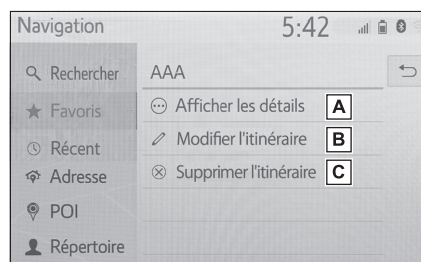 Navigation 5:42
Rechercher
Favoris
Récent
Adresse
POI
Répertoire
AAA
Afficher les détails A
Modifier l'itinéraire B
Supprimer l'itinéraire C